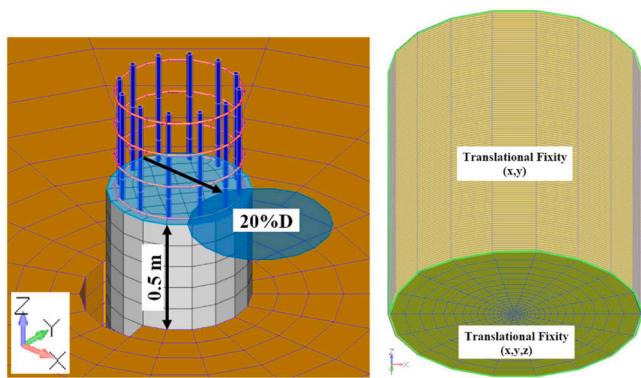 20%D
0.5 m
Z
Y
X
Translational Fixity
(x,y)
Translational Fixity
(x,y,z)